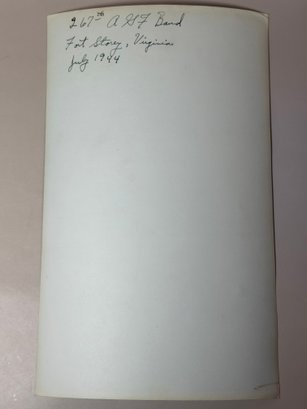 267th A G F Band
Fort Story, Virginia
July 1944